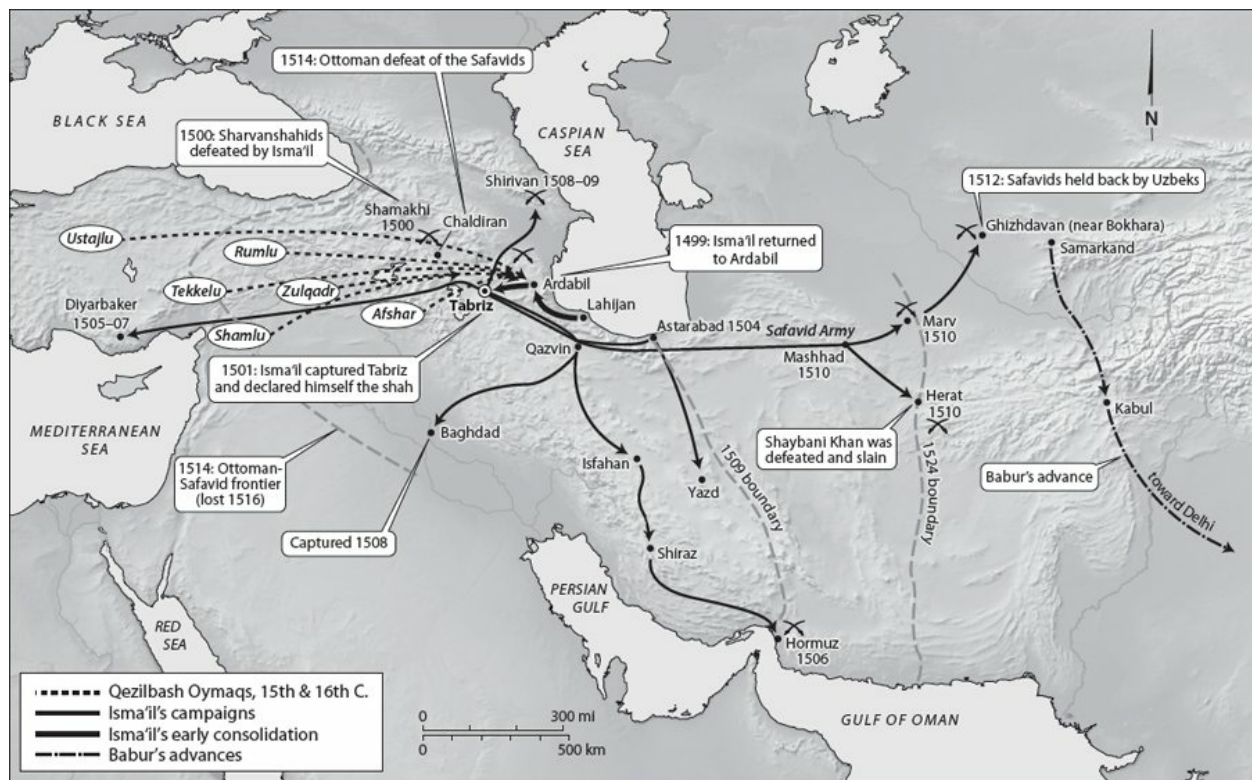 1514: Ottoman defeat of the Safavids
BLACK SEA
1500: Sharvanshahids
defeated by Isma'il
CASPIAN
SEA
N
Shirivan 1508–09
1512: Safavids held back by Uzbeks
Shamakhi
1500
Chaldiran
Ghizhdavan (near Bokhara)
Samarkand
Ustajlu
Rumlu
1499: Isma'il returned
to Ardabil
Tekkelu
Zulqadr
Ardabil
Diyarbaker
1505–07
Afshar
Tabriz
Lahijan
Shamlu
Astarabad 1504
Safavid Army
Marv
1510
Qazvin
Mashhad
1510
1501: Isma'il captured Tabriz
and declared himself the shah
Herat
1510
Kabul
MEDITERRANEAN
SEA
Baghdad
Shaybani Khan was
defeated and slain
Isfahan
1514: Ottoman-
Safavid frontier
(lost 1516)
Yazd
1509 boundary
1524 boundary
Babur's advance
toward Delhi
Captured 1508
Shiraz
PERSIAN
GULF
RED
SEA
Hormuz
1506
Qezilbash Oymaqs, 15th & 16th C.
Isma'il's campaigns
Isma'il's early consolidation
Babur's advances
0 300 mi
0 500 km
GULF OF OMAN